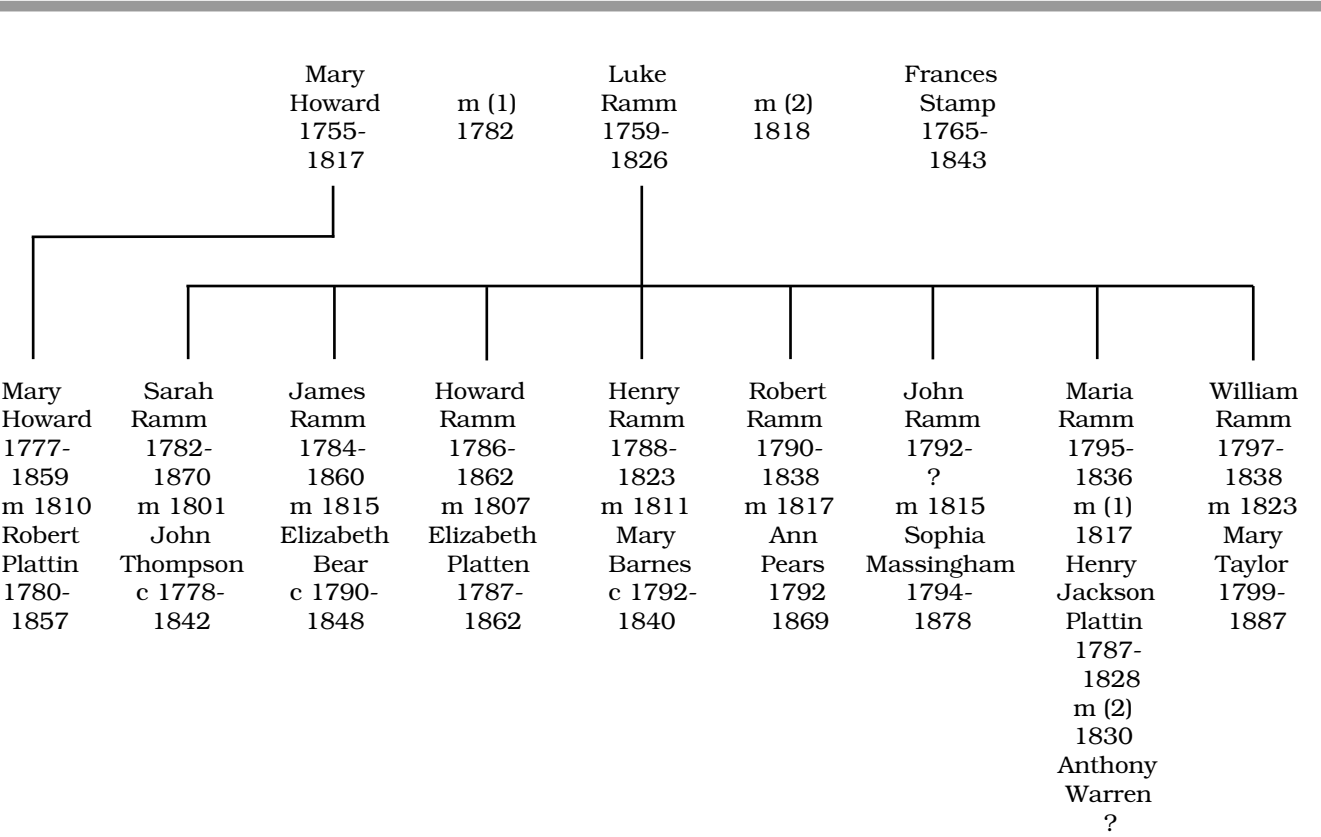 Mary
Howard
1755-
1817
m (1)
1782
Luke
Ramm
1759-
1826
m (2)
1818
Frances
Stamp
1765-
1843
Mary
Howard
1777-
1859
m 1810
Robert
Plattin
1780-
1857
Sarah
Ramm
1782-
1870
m 1801
John
Thompson
c 1778-
1842
James
Ramm
1784-
1860
m 1815
Elizabeth
Bear
c 1790-
1848
Howard
Ramm
1786-
1862
m 1807
Elizabeth
Platten
1787-
1862
Henry
Ramm
1788-
1823
m 1811
Mary
Barnes
c 1792-
1840
Robert
Ramm
1790-
1838
m 1817
Ann
Pears
1792
1869
John
Ramm
1792-
?
m 1815
Sophia
Massingham
1794-
1878
Maria
Ramm
1795-
1836
m (1)
1817
Henry
Jackson
Plattin
1787-
1828
m (2)
1830
Anthony
Warren
?
William
Ramm
1797-
1838
m 1823
Mary
Taylor
1799-
1887